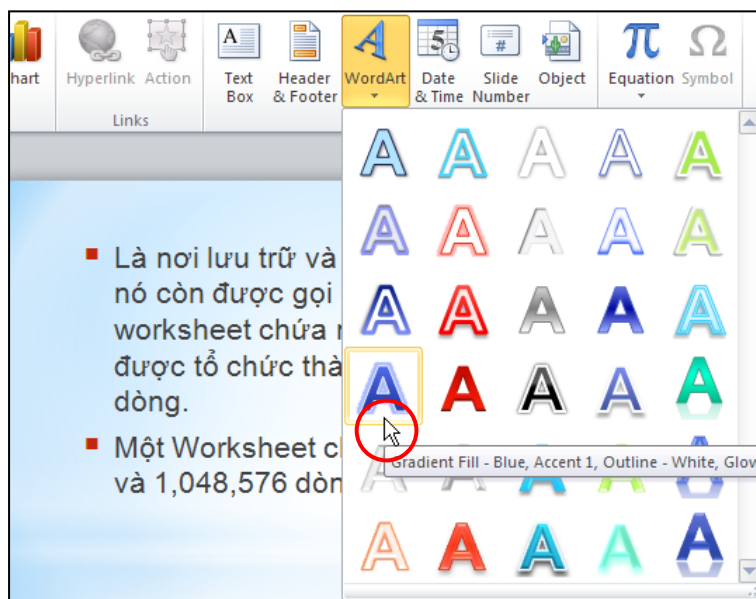 hart
Hyperlink Action
Text Box
Header & Footer
WordArt
Date & Time
Slide Number
Object
Equation
Symbol
Links
Là nơi lưu trữ và
nó còn được gọi
worksheet chứa
được tổ chức thà
dòng.
Một Worksheet
và 1,048,576 dòn
Gradient Fill - Blue, Accent 1, Outline - White, Glow